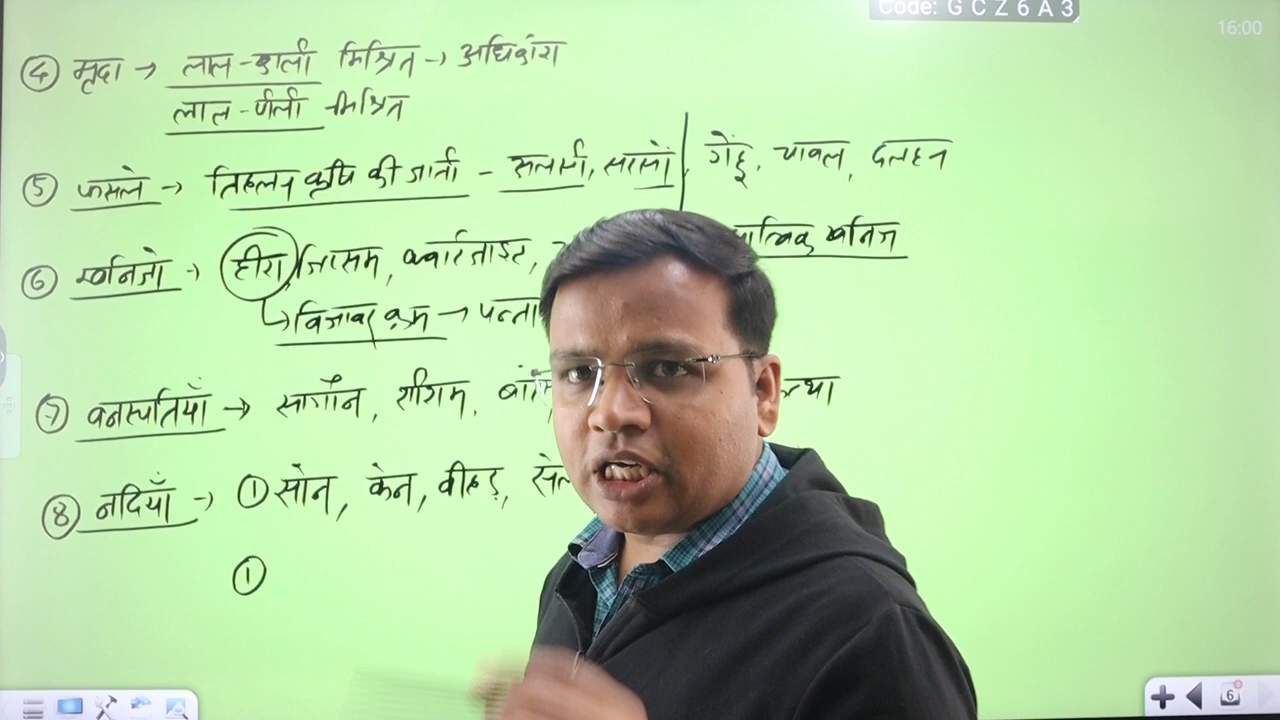 Code: G C Z 6 A 3
16:00
④ मृदा → लाल-काली मिश्रित → अधिकांश
लाल-पीली मिश्रित
⑤ फसले → तिहलन कृषि की जाती - अलसी, सरसों | गेंहू, चावल, दलहन
⑥ खनिजो → हीरा, जिप्सम, क्वार्टजाइट, खनिज
↳ बिजावर क्रम → पन्ना
⑦ वनस्पतियाँ → सागौन, शीशम,
⑧ नदियाँ → ① सोन, केन, बीहड़,
①
6